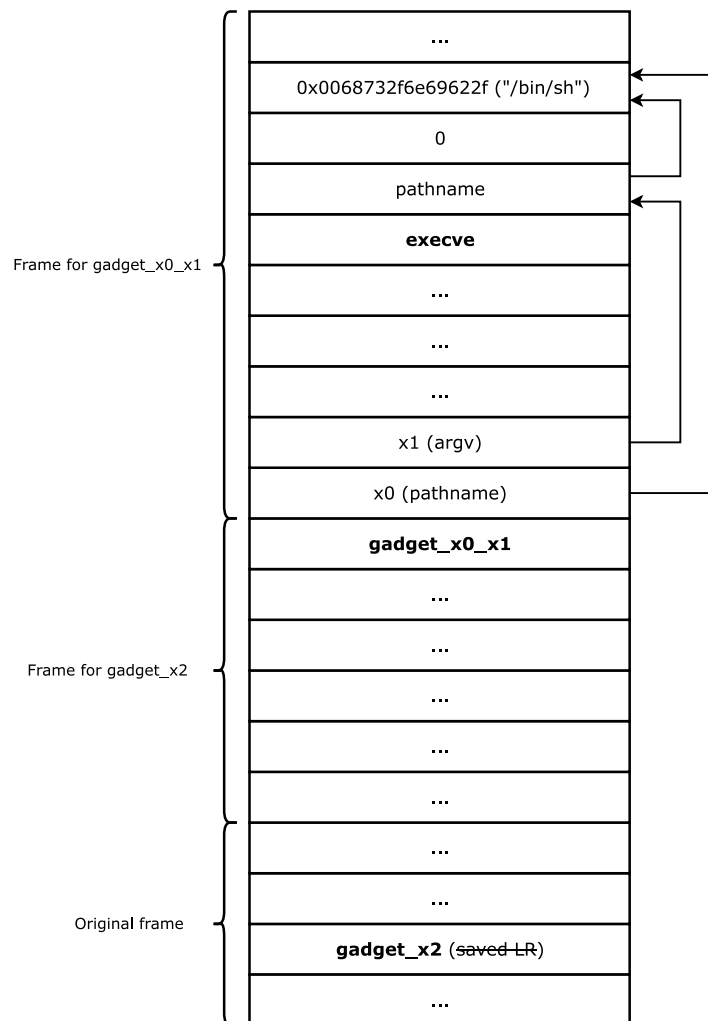 ...
0x0068732f6e69622f ("/bin/sh")
0
pathname
execve
Frame for gadget_x0_x1
...
...
...
x1 (argv)
x0 (pathname)
gadget_x0_x1
...
...
Frame for gadget_x2
...
...
...
...
...
Original frame
gadget_x2 (saved LR)
...